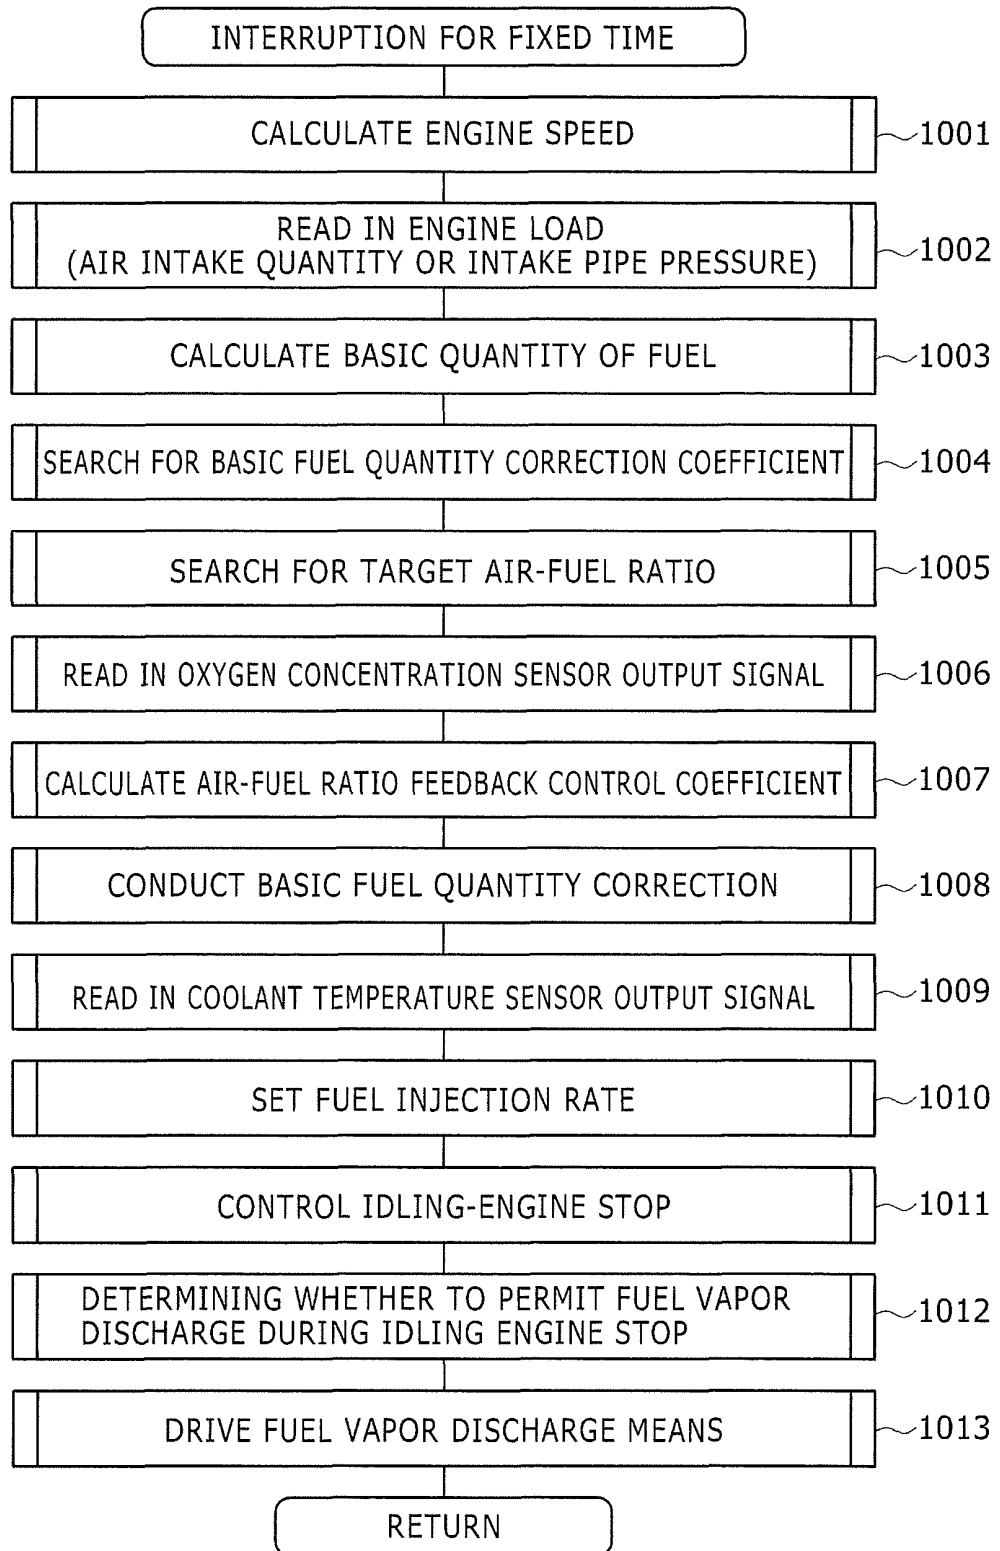 INTERRUPTION FOR FIXED TIME
CALCULATE ENGINE SPEED
1001
READ IN ENGINE LOAD
(AIR INTAKE QUANTITY OR INTAKE PIPE PRESSURE)
1002
CALCULATE BASIC QUANTITY OF FUEL
1003
SEARCH FOR BASIC FUEL QUANTITY CORRECTION COEFFICIENT
1004
SEARCH FOR TARGET AIR-FUEL RATIO
1005
READ IN OXYGEN CONCENTRATION SENSOR OUTPUT SIGNAL
1006
CALCULATE AIR-FUEL RATIO FEEDBACK CONTROL COEFFICIENT
1007
CONDUCT BASIC FUEL QUANTITY CORRECTION
1008
READ IN COOLANT TEMPERATURE SENSOR OUTPUT SIGNAL
1009
SET FUEL INJECTION RATE
1010
CONTROL IDLING-ENGINE STOP
1011
DETERMINING WHETHER TO PERMIT FUEL VAPOR
DISCHARGE DURING IDLING ENGINE STOP
1012
DRIVE FUEL VAPOR DISCHARGE MEANS
1013
RETURN